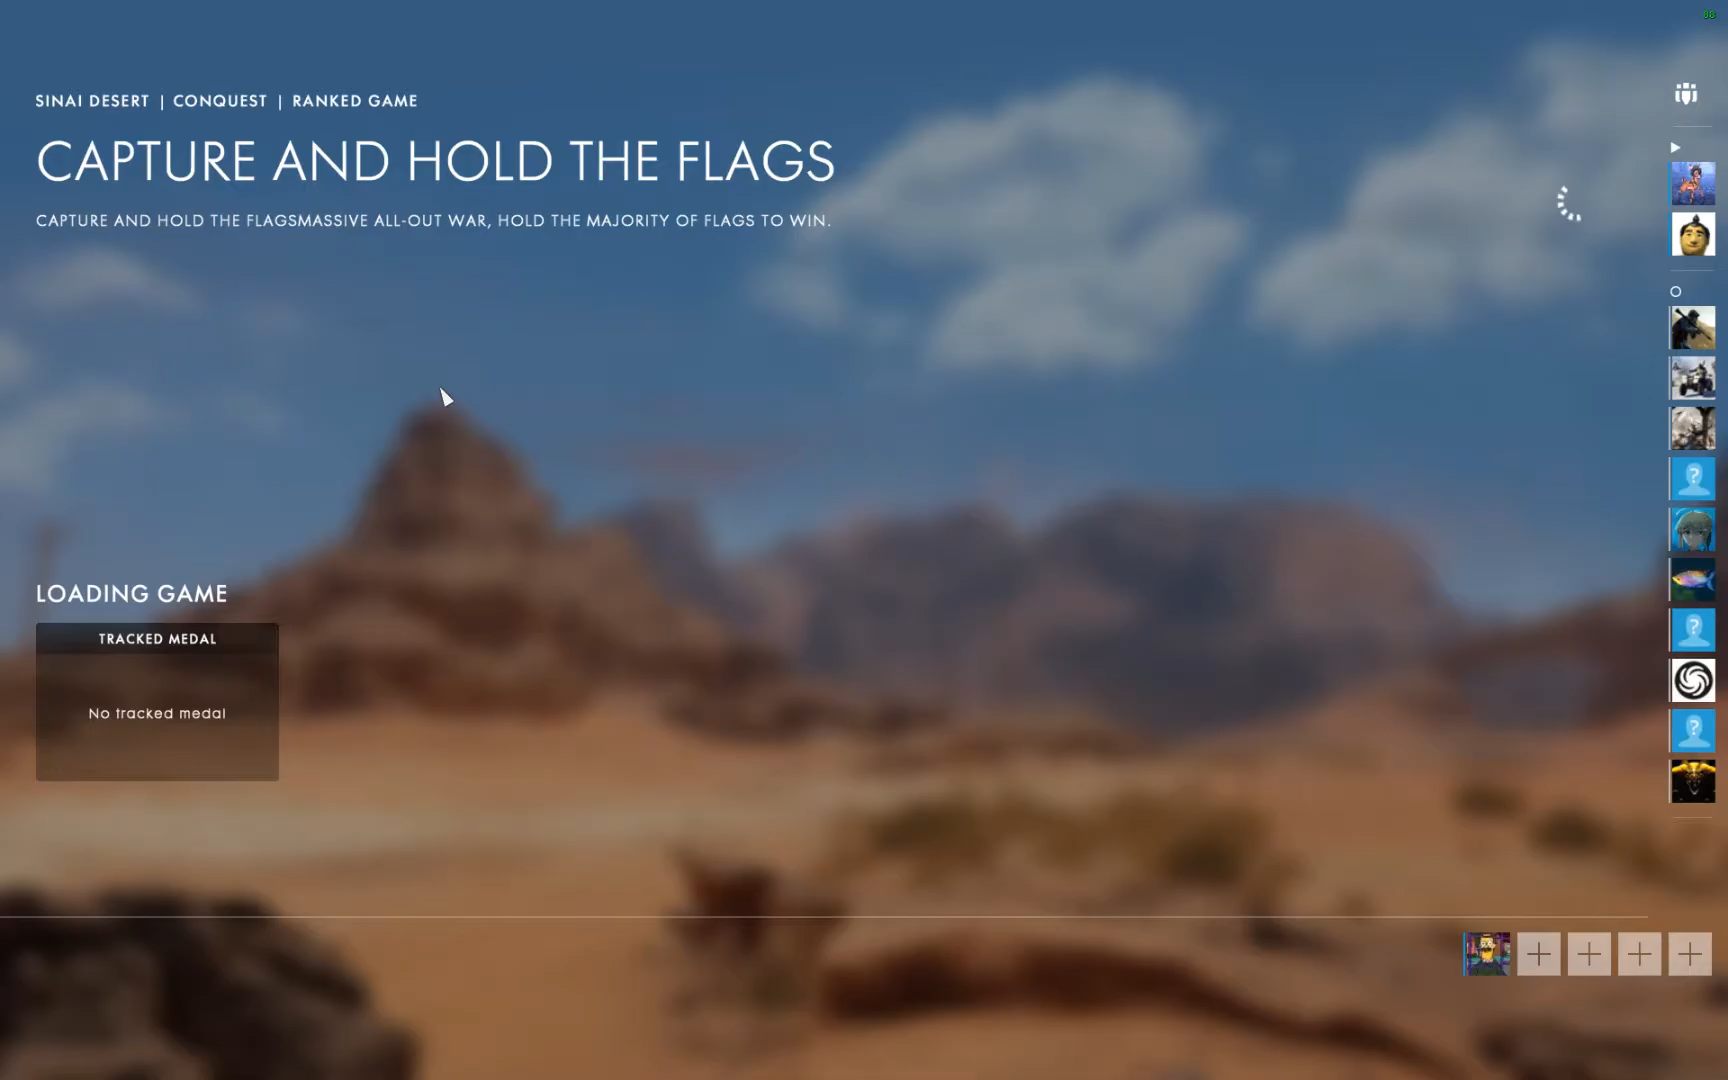 SINAI DESERT | CONQUEST | RANKED GAME
CAPTURE AND HOLD THE FLAGS
CAPTURE AND HOLD THE FLAGSMASSIVE ALL-OUT WAR, HOLD THE MAJORITY OF FLAGS TO WIN.
LOADING GAME
TRACKED MEDAL
No tracked medal